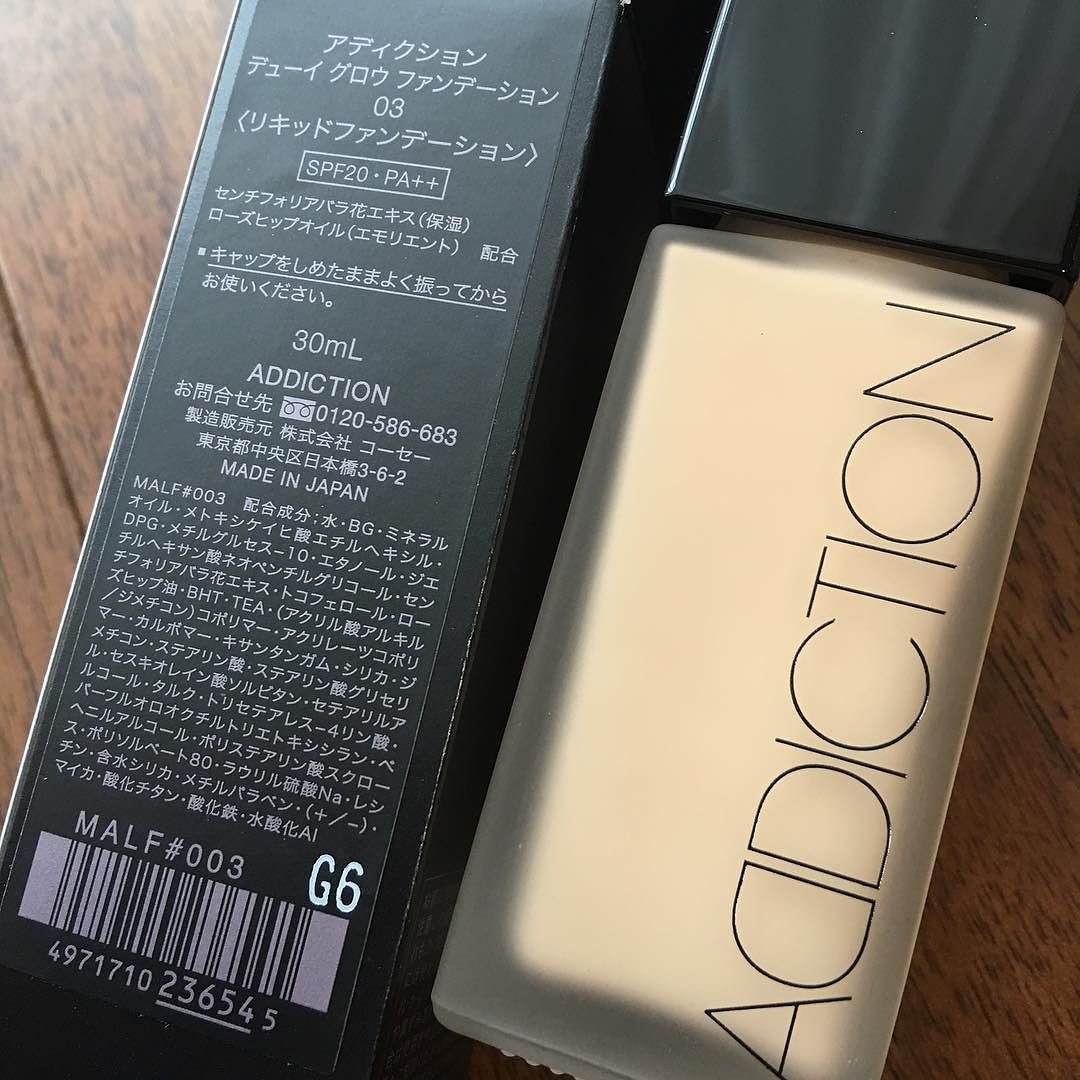 アディクション
デューイ グロウ ファンデーション
03
〈リキッドファンデーション〉
SPF20・PA++
センチフォリアバラ花エキス(保湿)
ローズヒップオイル(エモリエント) 配合
▪キャップをしめたままよく振ってから
お使いください。
30mL
ADDICTION
お問合せ先 0120-586-683
製造販売元 株式会社 コーセー
東京都中央区日本橋3-6-2
MADE IN JAPAN
MALF#003 配合成分;水・BG・ミネラル
オイル・メトキシケイヒ酸エチルヘキシル・
DPG・メチルグルセス-10・エタノール・ジエ
チルヘキサン酸ネオペンチルグリコール・セン
チフォリアバラ花エキス・トコフェロール・ロー
ズヒップ油・BHT・TEA・(アクリル酸アルキル
/ジメチコン)コポリマー・アクリレーツコポリ
マー・カルボマー・キサンタンガム・シリカ・ジ
メチコン・ステアリン酸・ステアリン酸グリセリ
ル・セスキオレイン酸ソルビタン・セテアリルア
ルコール・タルク・トリセテアレス-4リン酸・
パーフルオロオクチルトリエトキシシラン・ベ
ヘニルアルコール・ポリステアリン酸スクロー
ス・ポリソルベート80・ラウリル硫酸Na・レシ
チン・含水シリカ・メチルパラベン・(+/-)・
マイカ・酸化チタン・酸化鉄・水酸化Al
MALF#003
G6
4971710 236545
ADDICTION